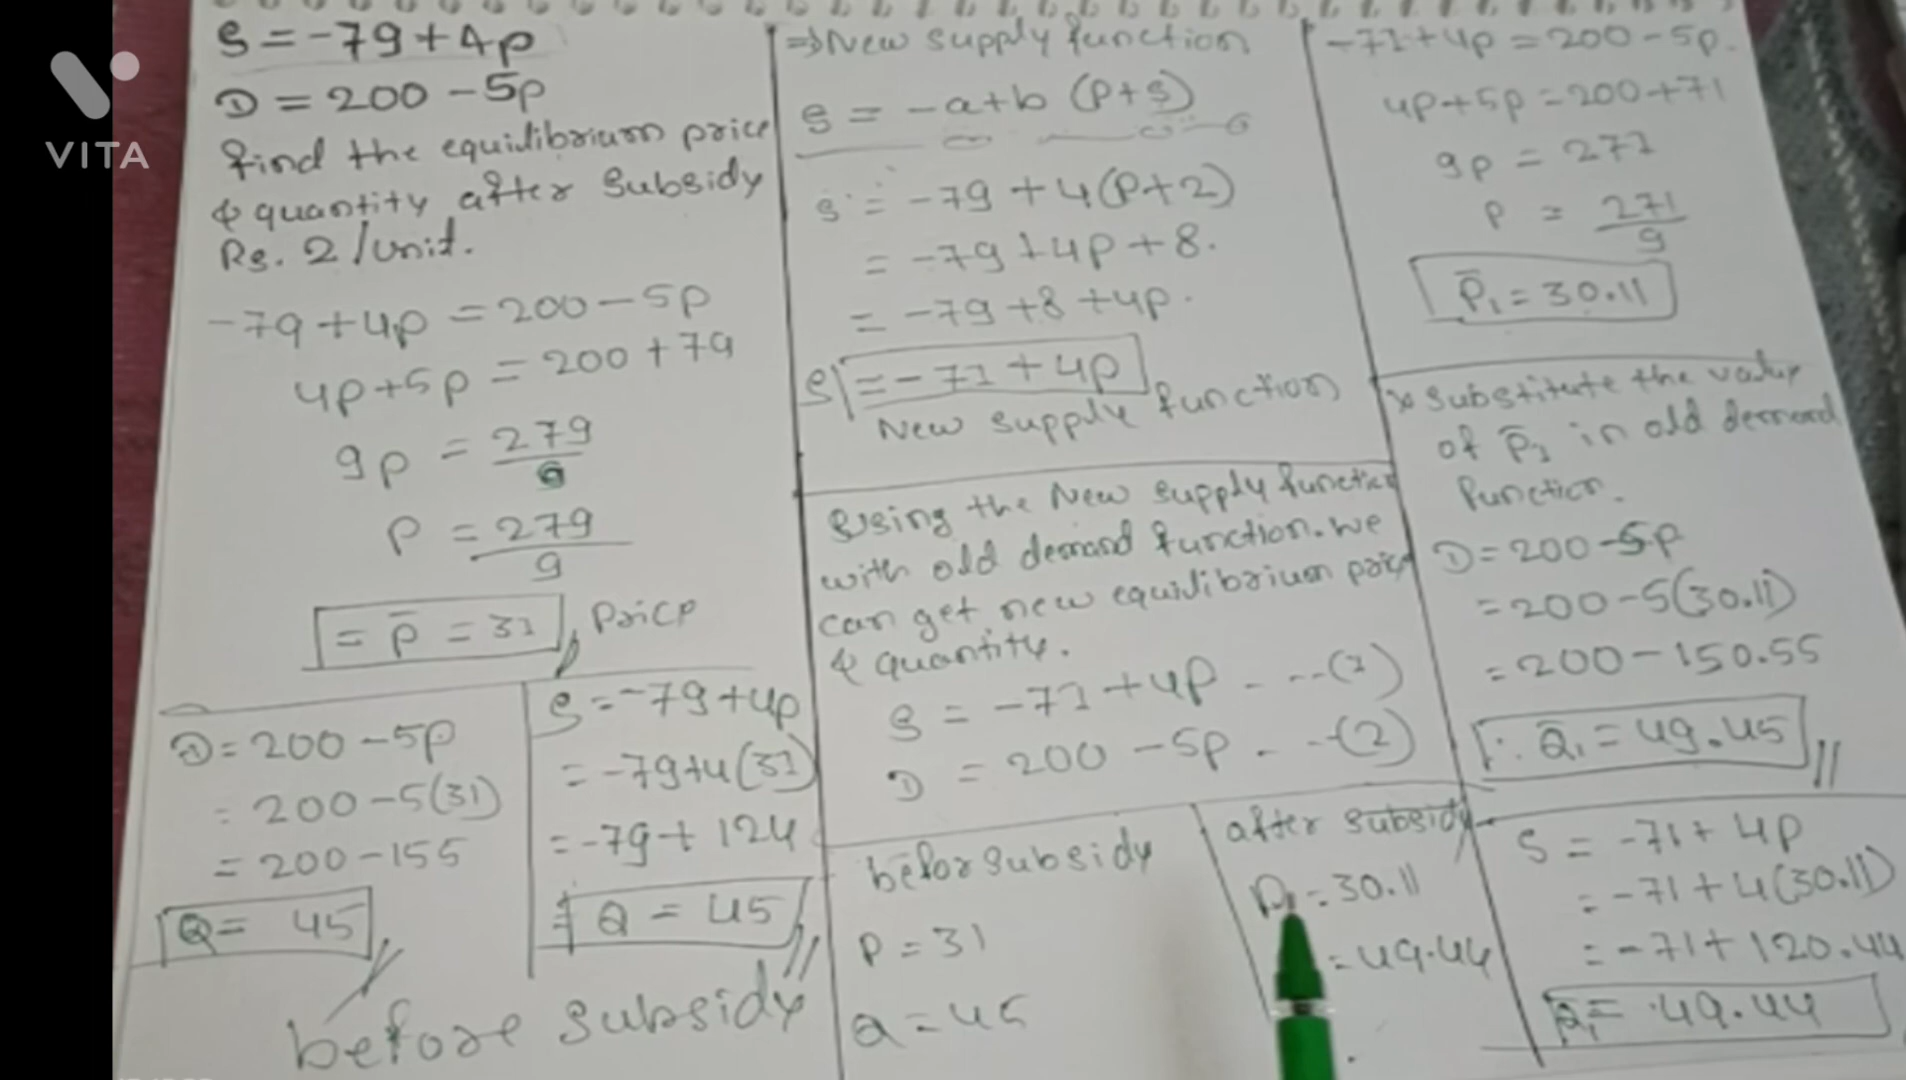 VITA
S = -79 + 4p
D = 200 - 5p
find the equilibrium price
& quantity after subsidy
Rs. 2 / unit.
-79 + 4p = 200 - 5p
4p + 5p = 200 + 79
9p = 279
9
P = 279
9
= P̄ = 31 // Price
D = 200 - 5p
= 200 - 5(31)
= 200 - 155
Q = 45 //
S = -79 + 4p
= -79 + 4(31)
= -79 + 124
= Q = 45 //
before subsidy
⇒ New supply function
S = -a + b (p + s)
S = -79 + 4(p + 2)
= -79 + 4p + 8.
= -79 + 8 + 4p.
S = -71 + 4p
New supply function
Using the New supply function
with old demand function. we
can get new equilibrium price
& quantity.
S = -71 + 4p - - - (1)
D = 200 - 5p - - - (2)
befor subsidy
P = 31
Q = 45
after subsidy
P1 = 30.11
= 49.44
-71 + 4p = 200 - 5p.
4p + 5p = 200 + 71
9p = 271
P = 271
9
P̄1 = 30.11
* substitute the value
of P̄1 in old demand
function.
D = 200 - 5p
= 200 - 5(30.11)
= 200 - 150.55
∴ Q̄1 = 49.45 //
S = -71 + 4p
= -71 + 4(30.11)
= -71 + 120.44
Q1 = 49.44